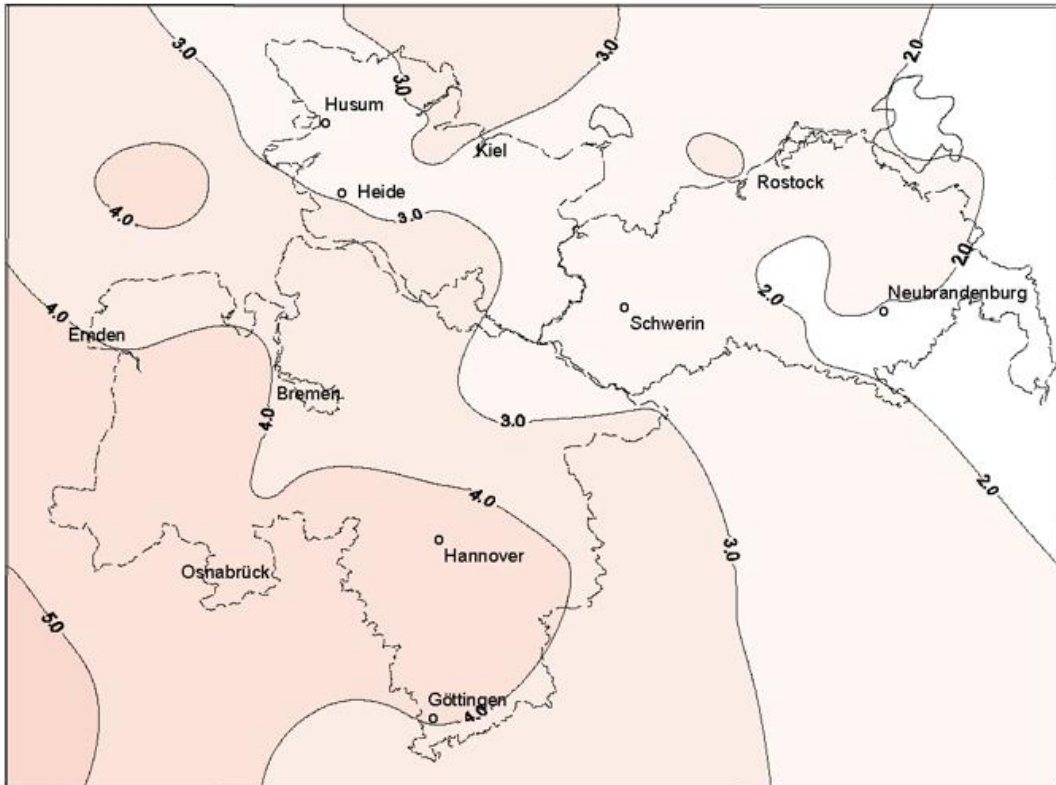 3.0
3.0
3.0
2.0
Husum
Kiel
Heide
Rostock
4.0
3.0
2.0
2.0
Neubrandenburg
4.0
Emden
Schwerin
Bremen
4.0
3.0
4.0
2.0
Hannover
3.0
Osnabrück
5.0
Göttingen
4.0